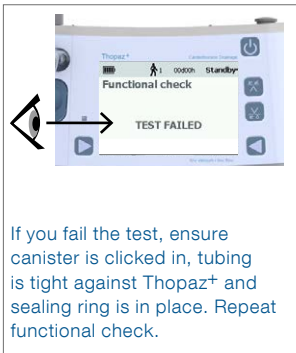 Thopaz+
1 00d00h Standby
Functional check
TEST FAILED
If you fail the test, ensure
canister is clicked in, tubing
is tight against Thopaz+ and
sealing ring is in place. Repeat
functional check.